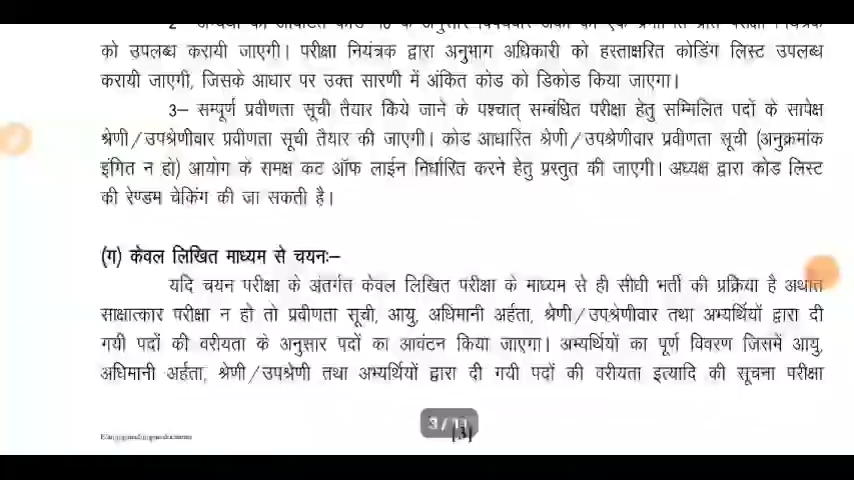 को उपलब्ध करायी जाएगी। परीक्षा नियंत्रक द्वारा अनुभाग अधिकारी को हस्ताक्षरित कोडिंग लिस्ट उपलब्ध
करायी जाएगी, जिसके आधार पर उक्त सारणी में अंकित कोड को डिकोड किया जाएगा।
3– सम्पूर्ण प्रवीणता सूची तैयार किये जाने के पश्चात् सम्बंधित परीक्षा हेतु सम्मिलित पदों के सापेक्ष
श्रेणी/उपश्रेणीवार प्रवीणता सूची तैयार की जाएगी। कोड आधारित श्रेणी/उपश्रेणीवार प्रवीणता सूची (अनुक्रमांक
इंगित न हो) आयोग के समक्ष कट ऑफ लाईन निर्धारित करने हेतु प्रस्तुत की जाएगी। अध्यक्ष द्वारा कोड लिस्ट
की रेण्डम चेकिंग की जा सकती है।
(ग) केवल लिखित माध्यम से चयनः–
यदि चयन परीक्षा के अंतर्गत केवल लिखित परीक्षा के माध्यम से ही सीधी भर्ती की प्रक्रिया है अर्थात
साक्षात्कार परीक्षा न हो तो प्रवीणता सूची, आयु, अधिमानी अर्हता, श्रेणी/उपश्रेणीवार तथा अभ्यर्थियों द्वारा दी
गयी पदों की वरीयता के अनुसार पदों का आवंटन किया जाएगा। अभ्यर्थियों का पूर्ण विवरण जिसमें आयु,
अधिमानी अर्हता, श्रेणी/उपश्रेणी तथा अभ्यर्थियों द्वारा दी गयी पदों की वरीयता इत्यादि की सूचना परीक्षा
3 / 11
[3]